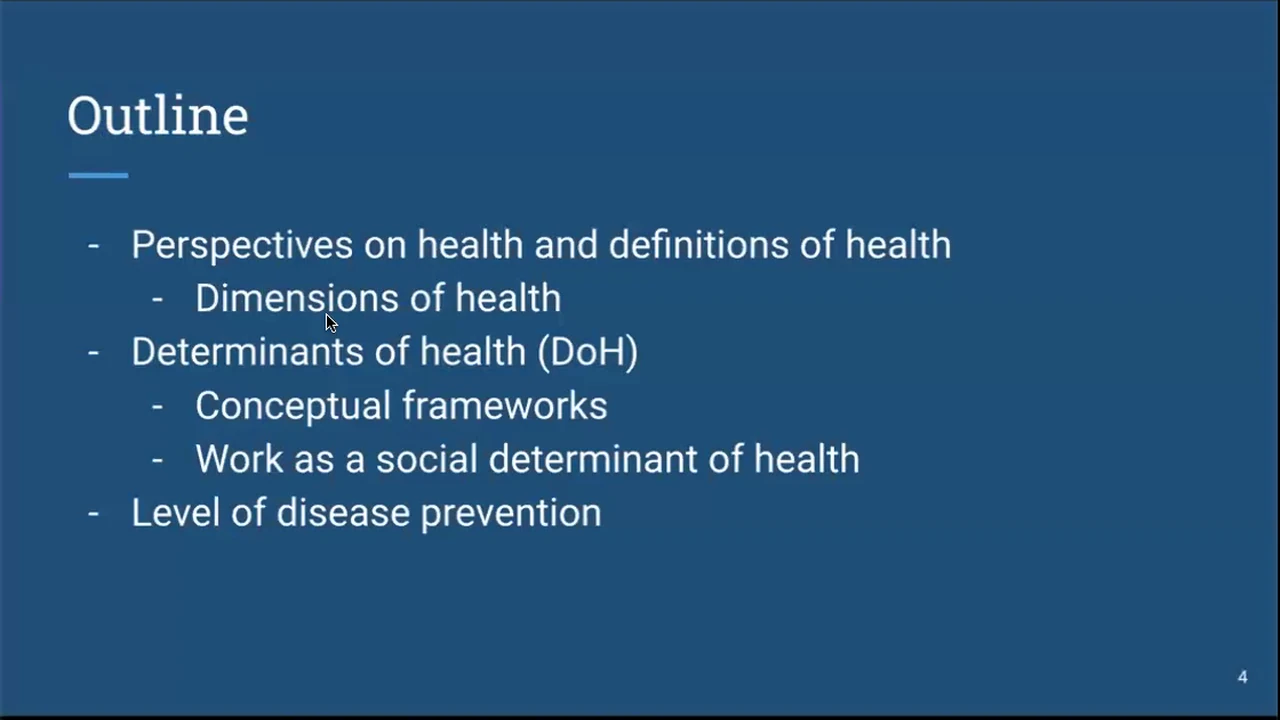 Outline
- Perspectives on health and definitions of health
- Dimensions of health
- Determinants of health (DoH)
- Conceptual frameworks
- Work as a social determinant of health
- Level of disease prevention
4